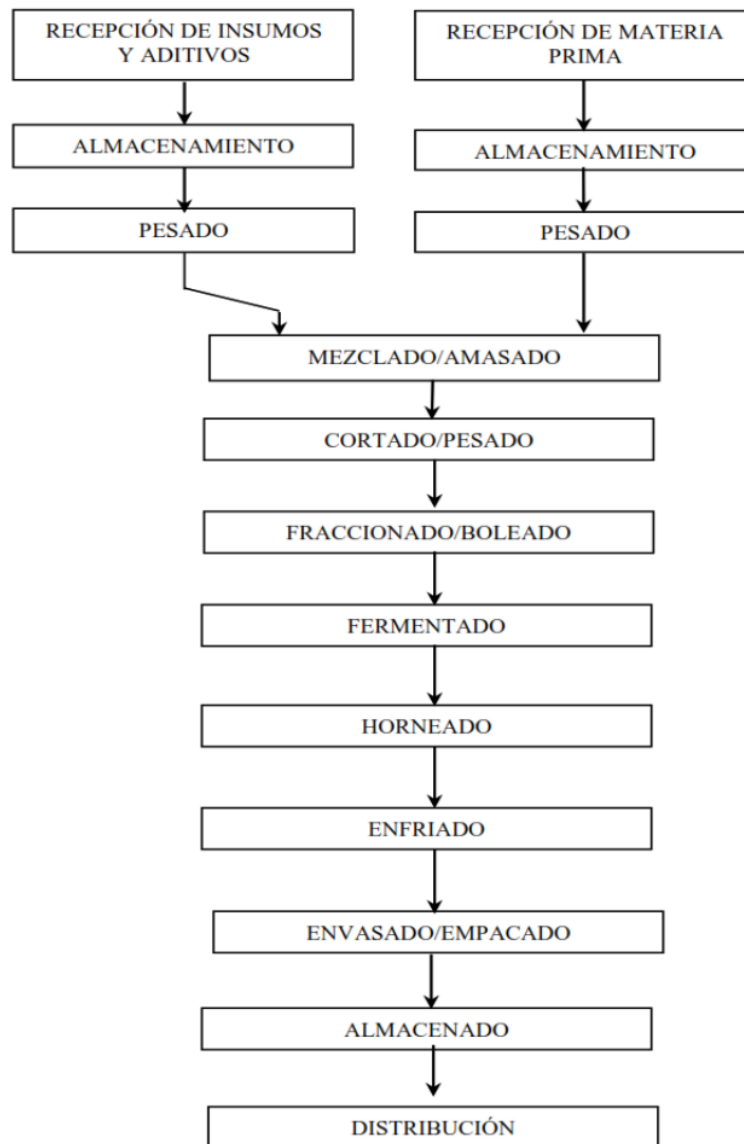 RECEPCIÓN DE INSUMOS
Y ADITIVOS
RECEPCIÓN DE MATERIA
PRIMA
ALMACENAMIENTO
ALMACENAMIENTO
PESADO
PESADO
MEZCLADO/AMASADO
CORTADO/PESADO
FRACCIONADO/BOLEADO
FERMENTADO
HORNEADO
ENFRIADO
ENVASADO/EMPACADO
ALMACENADO
DISTRIBUCIÓN